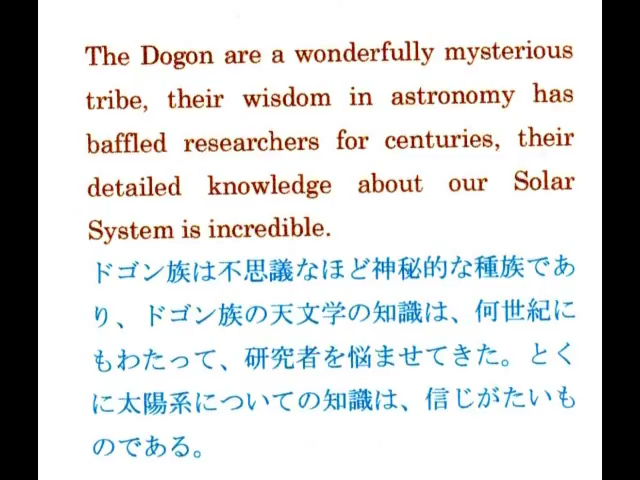 The Dogon are a wonderfully mysterious
tribe, their wisdom in astronomy has
baffled researchers for centuries, their
detailed knowledge about our Solar
System is incredible.
ドゴン族は不思議なほど神秘的な種族であ
り、ドゴン族の天文学の知識は、何世紀に
もわたって、研究者を悩ませてきた。とく
に太陽系についての知識は、信じがたいも
のである。